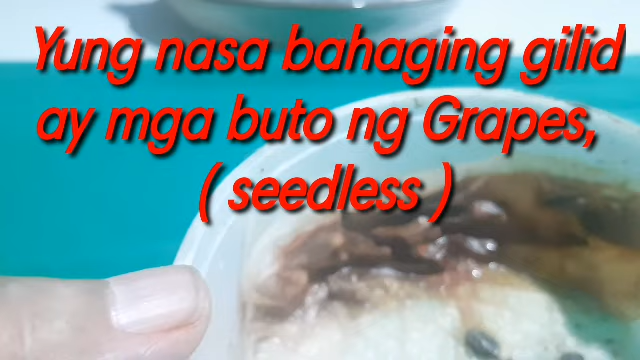 Yung nasa bahaging gilid
ay mga buto ng Grapes,
( seedless )